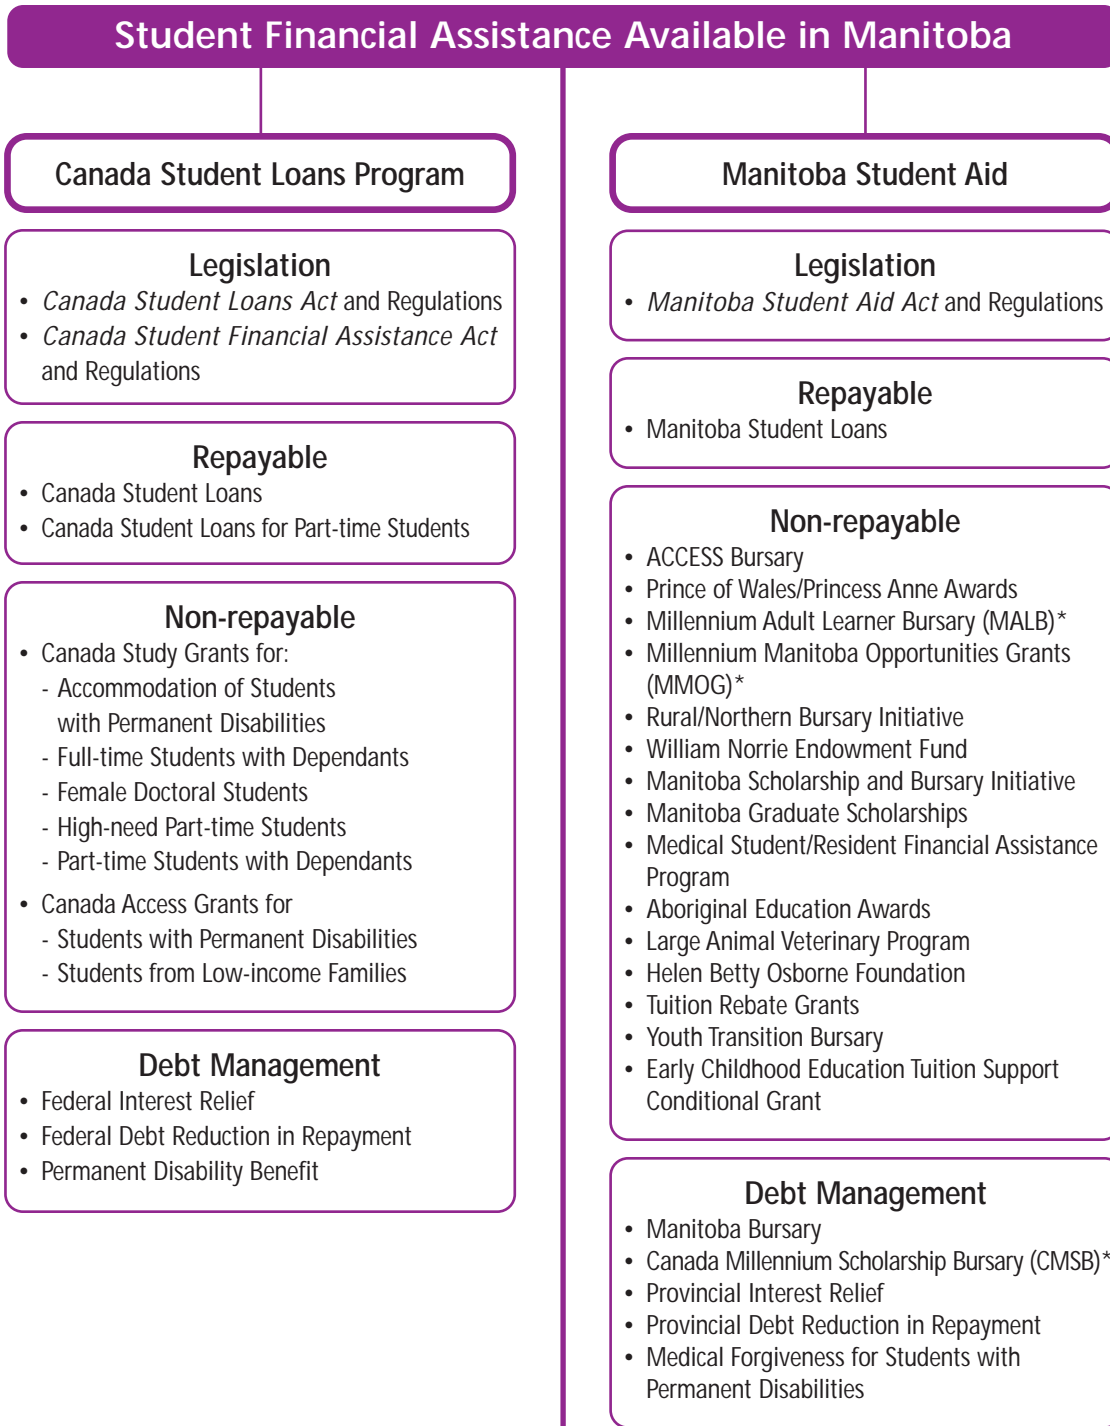 Student Financial Assistance Available in Manitoba
Canada Student Loans Program
Legislation
• Canada Student Loans Act and Regulations
• Canada Student Financial Assistance Act
and Regulations
Repayable
• Canada Student Loans
• Canada Student Loans for Part-time Students
Non-repayable
• Canada Study Grants for:
- Accommodation of Students
with Permanent Disabilities
- Full-time Students with Dependants
- Female Doctoral Students
- High-need Part-time Students
- Part-time Students with Dependants
• Canada Access Grants for
- Students with Permanent Disabilities
- Students from Low-income Families
Debt Management
• Federal Interest Relief
• Federal Debt Reduction in Repayment
• Permanent Disability Benefit
Manitoba Student Aid
Legislation
• Manitoba Student Aid Act and Regulations
Repayable
• Manitoba Student Loans
Non-repayable
• ACCESS Bursary
• Prince of Wales/Princess Anne Awards
• Millennium Adult Learner Bursary (MALB)*
• Millennium Manitoba Opportunities Grants
(MMOG)*
• Rural/Northern Bursary Initiative
• William Norrie Endowment Fund
• Manitoba Scholarship and Bursary Initiative
• Manitoba Graduate Scholarships
• Medical Student/Resident Financial Assistance
Program
• Aboriginal Education Awards
• Large Animal Veterinary Program
• Helen Betty Osborne Foundation
• Tuition Rebate Grants
• Youth Transition Bursary
• Early Childhood Education Tuition Support
Conditional Grant
Debt Management
• Manitoba Bursary
• Canada Millennium Scholarship Bursary (CMSB)*
• Provincial Interest Relief
• Provincial Debt Reduction in Repayment
• Medical Forgiveness for Students with
Permanent Disabilities